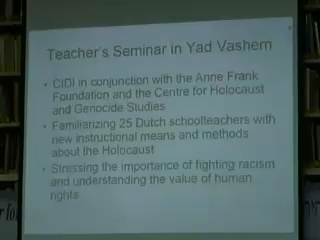 Teacher's Seminar in Yad Vashem
• CIDI in conjunction with the Anne Frank
Foundation and the Centre for Holocaust
and Genocide Studies
• Familiarizing 25 Dutch schoolteachers with
new instructional means and methods
about the Holocaust
• Stressing the importance of fighting racism
and understanding the value of human
rights